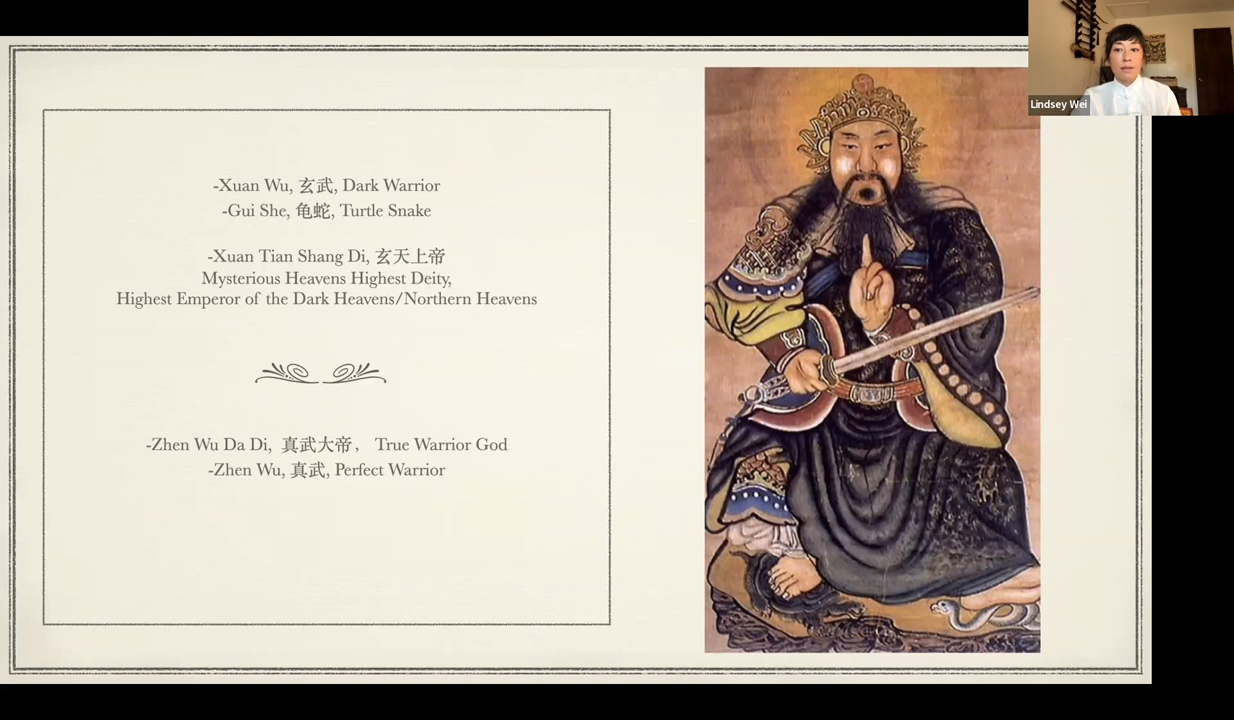 -Xuan Wu, 玄武, Dark Warrior
-Gui She, 龟蛇, Turtle Snake
-Xuan Tian Shang Di, 玄天上帝
Mysterious Heavens Highest Deity,
Highest Emperor of the Dark Heavens/Northern Heavens
-Zhen Wu Da Di, 真武大帝， True Warrior God
-Zhen Wu, 真武, Perfect Warrior
Lindsey Wei